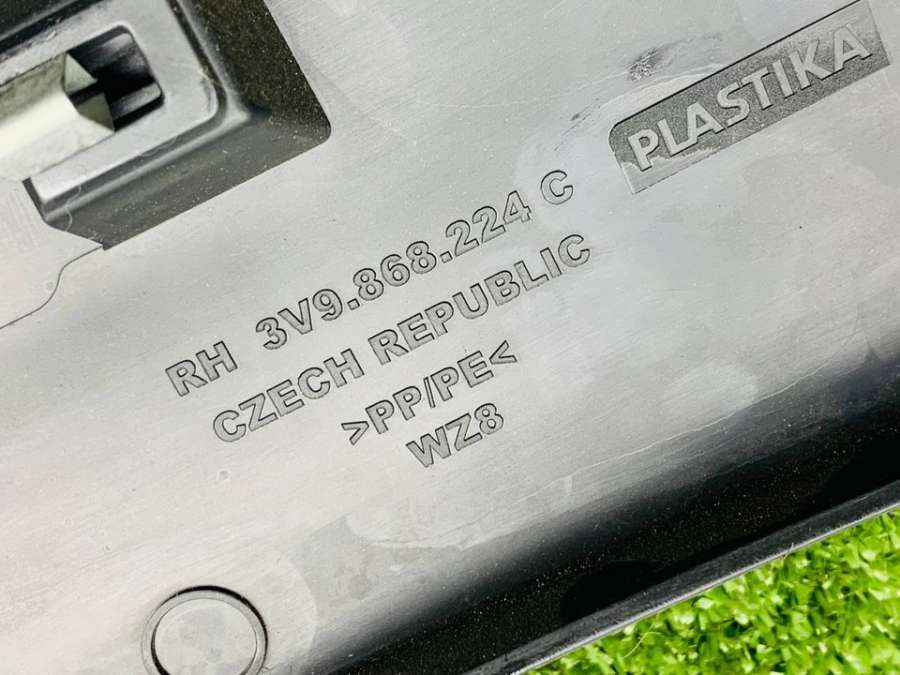 PLASTIKA
RH 3V9.868.224 C
CZECH REPUBLIC
>PP/PE<
WZ8